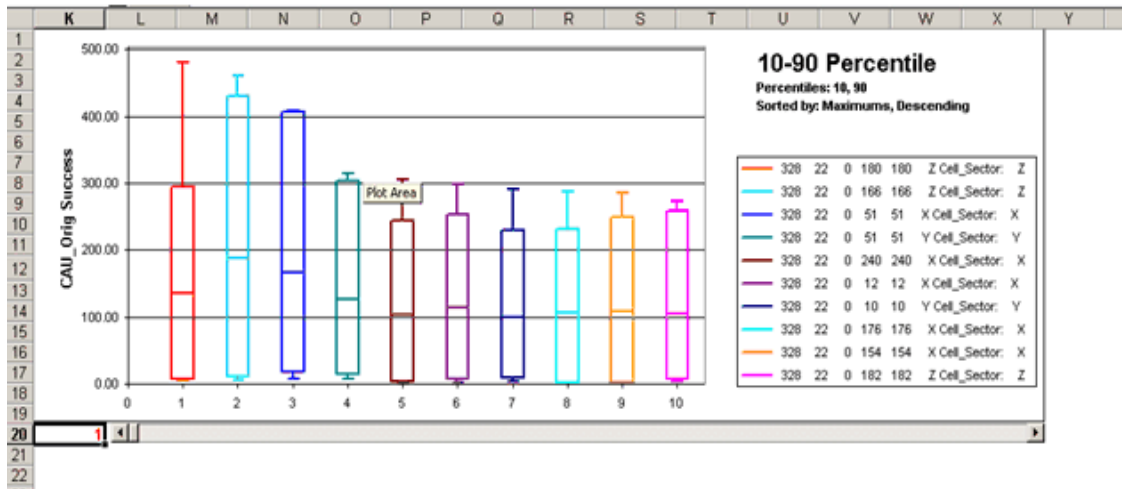 K L M N O P Q R S T U V W X Y
1
2
3
4
5
6
7
8
9
10
11
12
13
14
15
16
17
18
19
20
21
22
CAU_Orig Success
500.00
400.00
300.00
200.00
100.00
0.00
0 1 2 3 4 5 6 7 8 9 10
Plot Area
10-90 Percentile
Percentiles: 10, 90
Sorted by: Maximums, Descending
328 22 0 180 180 Z Cell_Sector: Z
328 22 0 166 166 Z Cell_Sector: Z
328 22 0 51 51 X Cell_Sector: X
328 22 0 51 51 Y Cell_Sector: Y
328 22 0 240 240 X Cell_Sector: X
328 22 0 12 12 X Cell_Sector: X
328 22 0 10 10 Y Cell_Sector: Y
328 22 0 176 176 X Cell_Sector: X
328 22 0 154 154 X Cell_Sector: X
328 22 0 182 182 Z Cell_Sector: Z
1